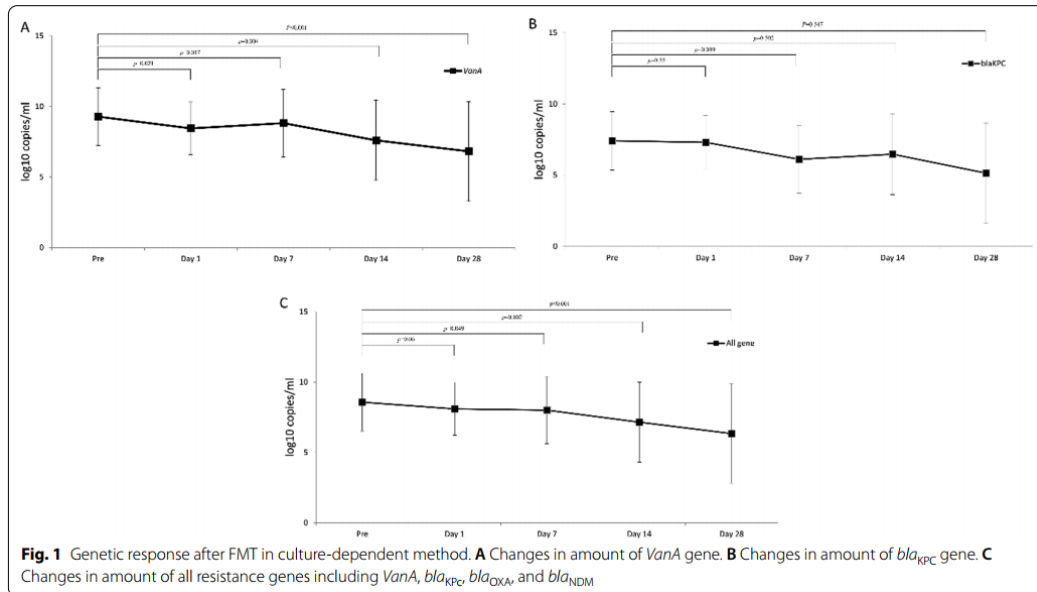 A
15
10
5
0
log10 copies/ml
VanA
Pre Day 1 Day 7 Day 14 Day 28
B
15
10
5
0
log10 copies/ml
blaKPC
Pre Day 1 Day 7 Day 14 Day 28
C
15
10
5
0
log10 copies/ml
p 0.049
All gene
Pre Day 1 Day 7 Day 14 Day 28
Fig. 1 Genetic response after FMT in culture-dependent method. A Changes in amount of VanA gene. B Changes in amount of blaKPC gene. C
Changes in amount of all resistance genes including VanA, blaKPc, blaOXA, and blaNDM